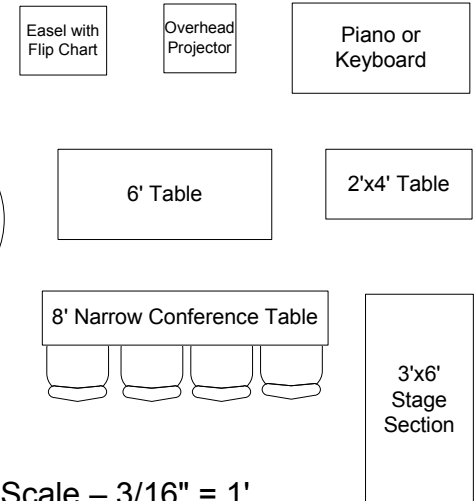 Easel with
Flip Chart
Overhead
Projector
Piano or
Keyboard
6' Table
2'x4' Table
8' Narrow Conference Table
3'x6'
Stage
Section
Scale – 3/16" = 1'